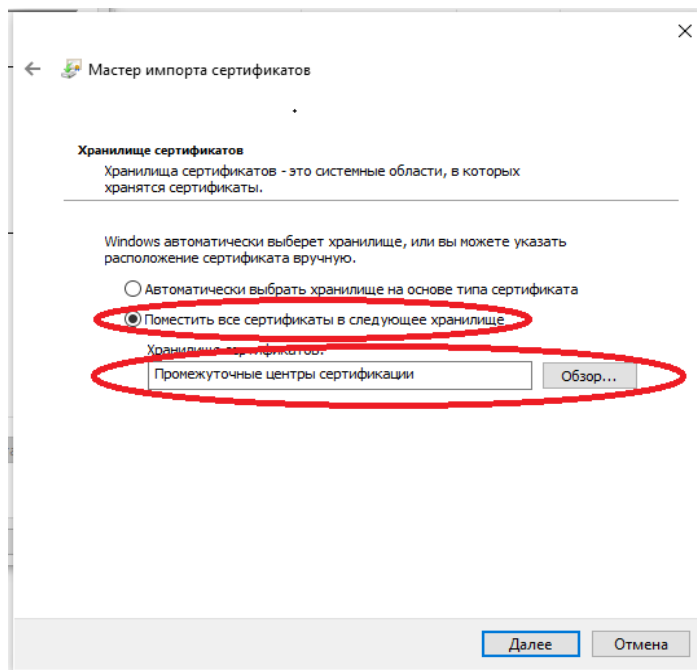 Мастер импорта сертификатов
Хранилище сертификатов
Хранилища сертификатов - это системные области, в которых
хранятся сертификаты.
Windows автоматически выберет хранилище, или вы можете указать
расположение сертификата вручную.
Автоматически выбрать хранилище на основе типа сертификата
Поместить все сертификаты в следующее хранилище
Хранилище сертификатов:
Промежуточные центры сертификации
Обзор...
Далее
Отмена